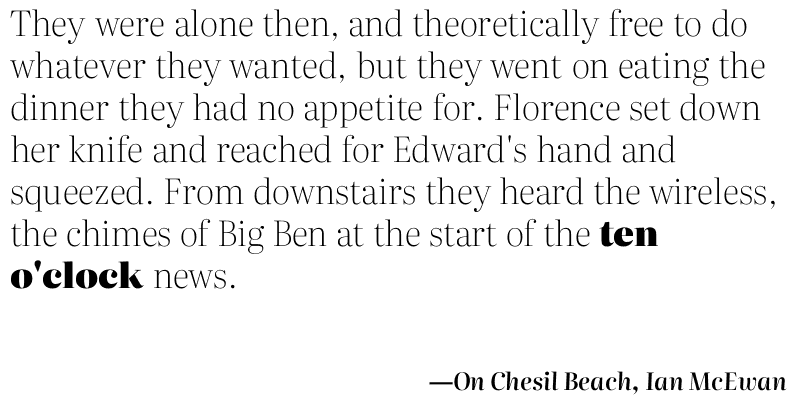 They were alone then, and theoretically free to do
whatever they wanted, but they went on eating the
dinner they had no appetite for. Florence set down
her knife and reached for Edward's hand and
squeezed. From downstairs they heard the wireless,
the chimes of Big Ben at the start of the ten
o'clock news.
—On Chesil Beach, Ian McEwan